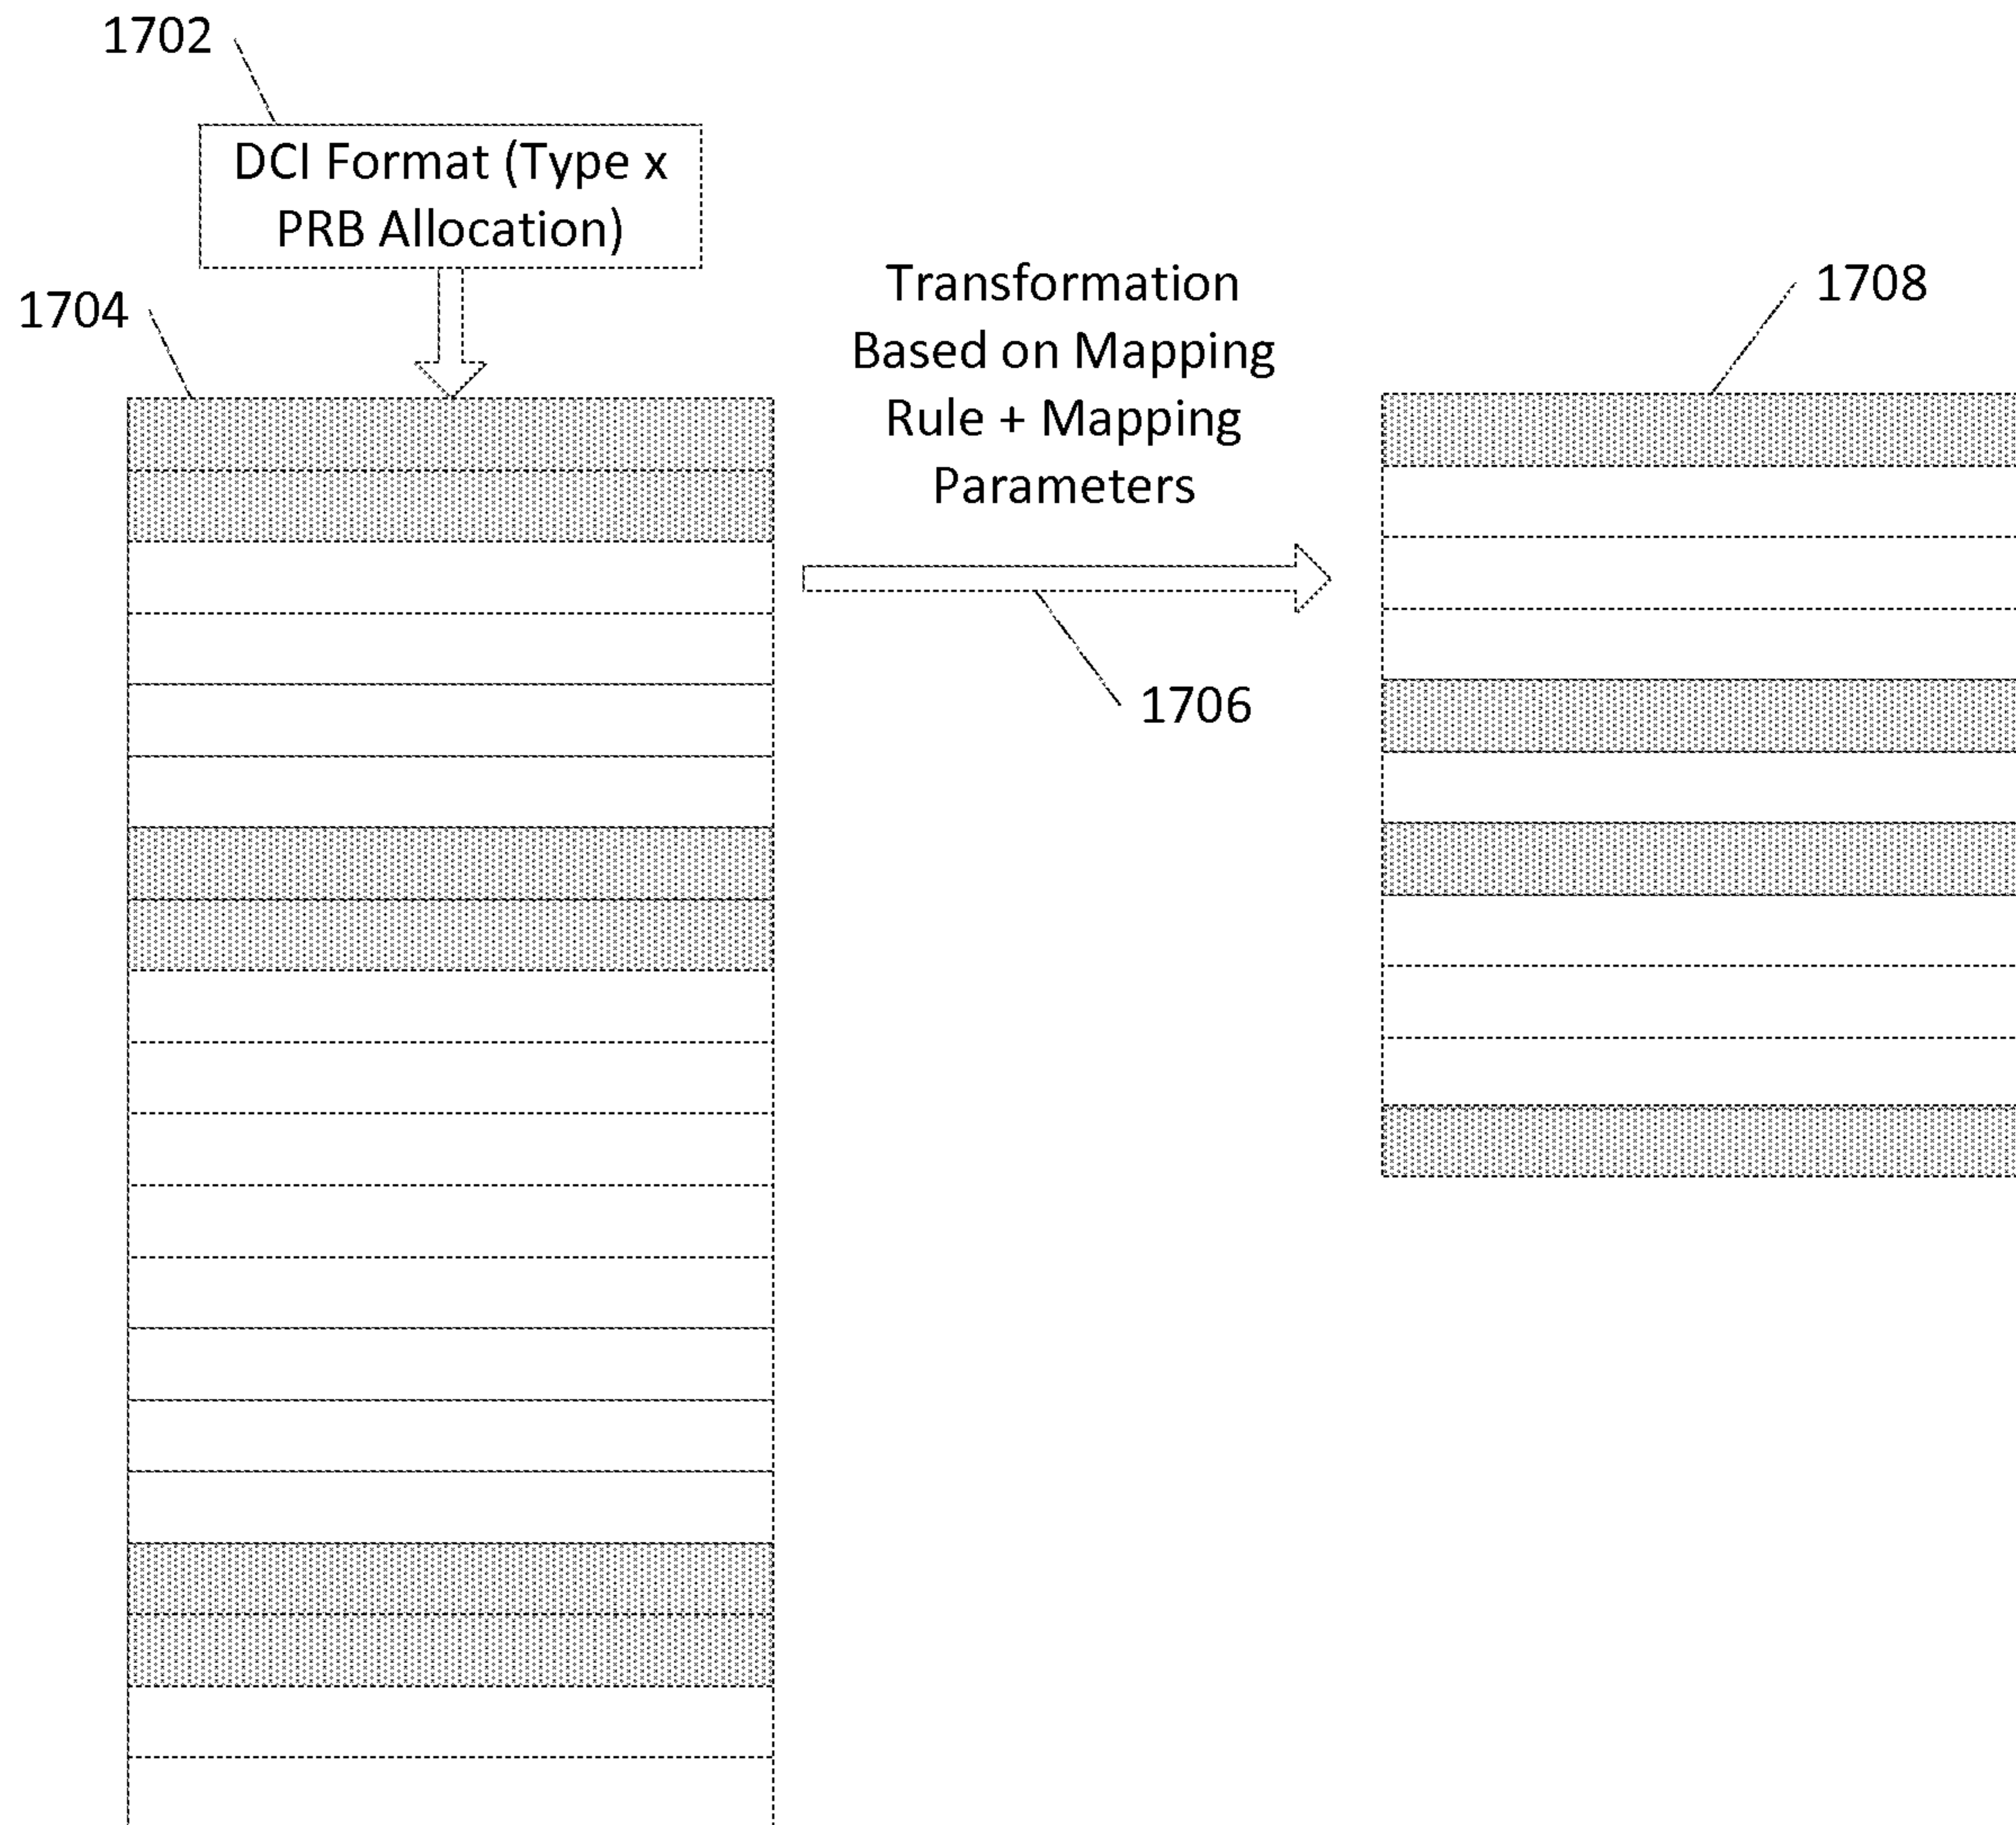 1702
DCI Format (Type x
PRB Allocation)
1704
Transformation
Based on Mapping
Rule + Mapping
Parameters
1706
1708